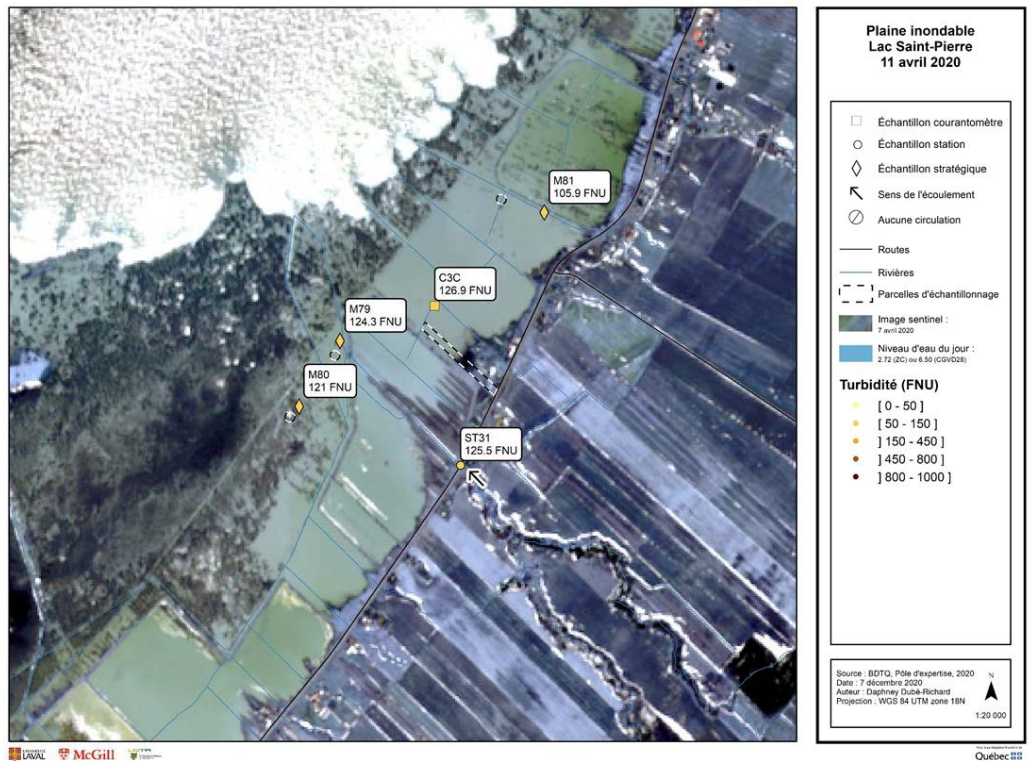 Plaine inondable
Lac Saint-Pierre
11 avril 2020
Échantillon courantomètre
Échantillon station
Échantillon stratégique
Sens de l'écoulement
Aucune circulation
Routes
Rivières
Parcelles d'échantillonnage
Image sentinel :
7 avril 2020
Niveau d'eau du jour :
2.72 (ZC) ou 6.50 (CGVD28)
Turbidité (FNU)
[ 0 - 50 ]
[ 50 - 150 ]
] 150 - 450 ]
] 450 - 800 ]
] 800 - 1000 ]
Source : BDTQ, Pôle d'expertise, 2020
Date : 7 décembre 2020
Auteur : Daphney Dubé-Richard
Projection : WGS 84 UTM zone 18N
N
1:20 000
M81
105.9 FNU
C3C
126.9 FNU
M79
124.3 FNU
M80
121 FNU
ST31
125.5 FNU
UNIVERSITÉ
LAVAL
McGill
Québec